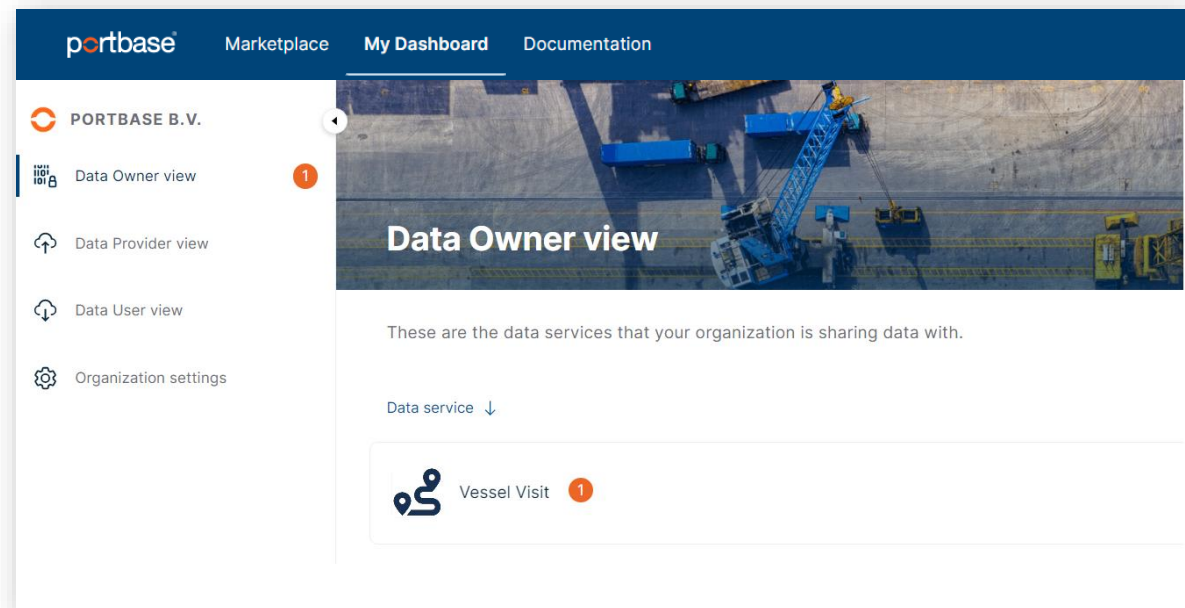 portbase Marketplace My Dashboard Documentation
PORTBASE B.V.
Data Owner view 1
Data Provider view
Data User view
Organization settings
Data Owner view
These are the data services that your organization is sharing data with.
Data service ↓
Vessel Visit 1